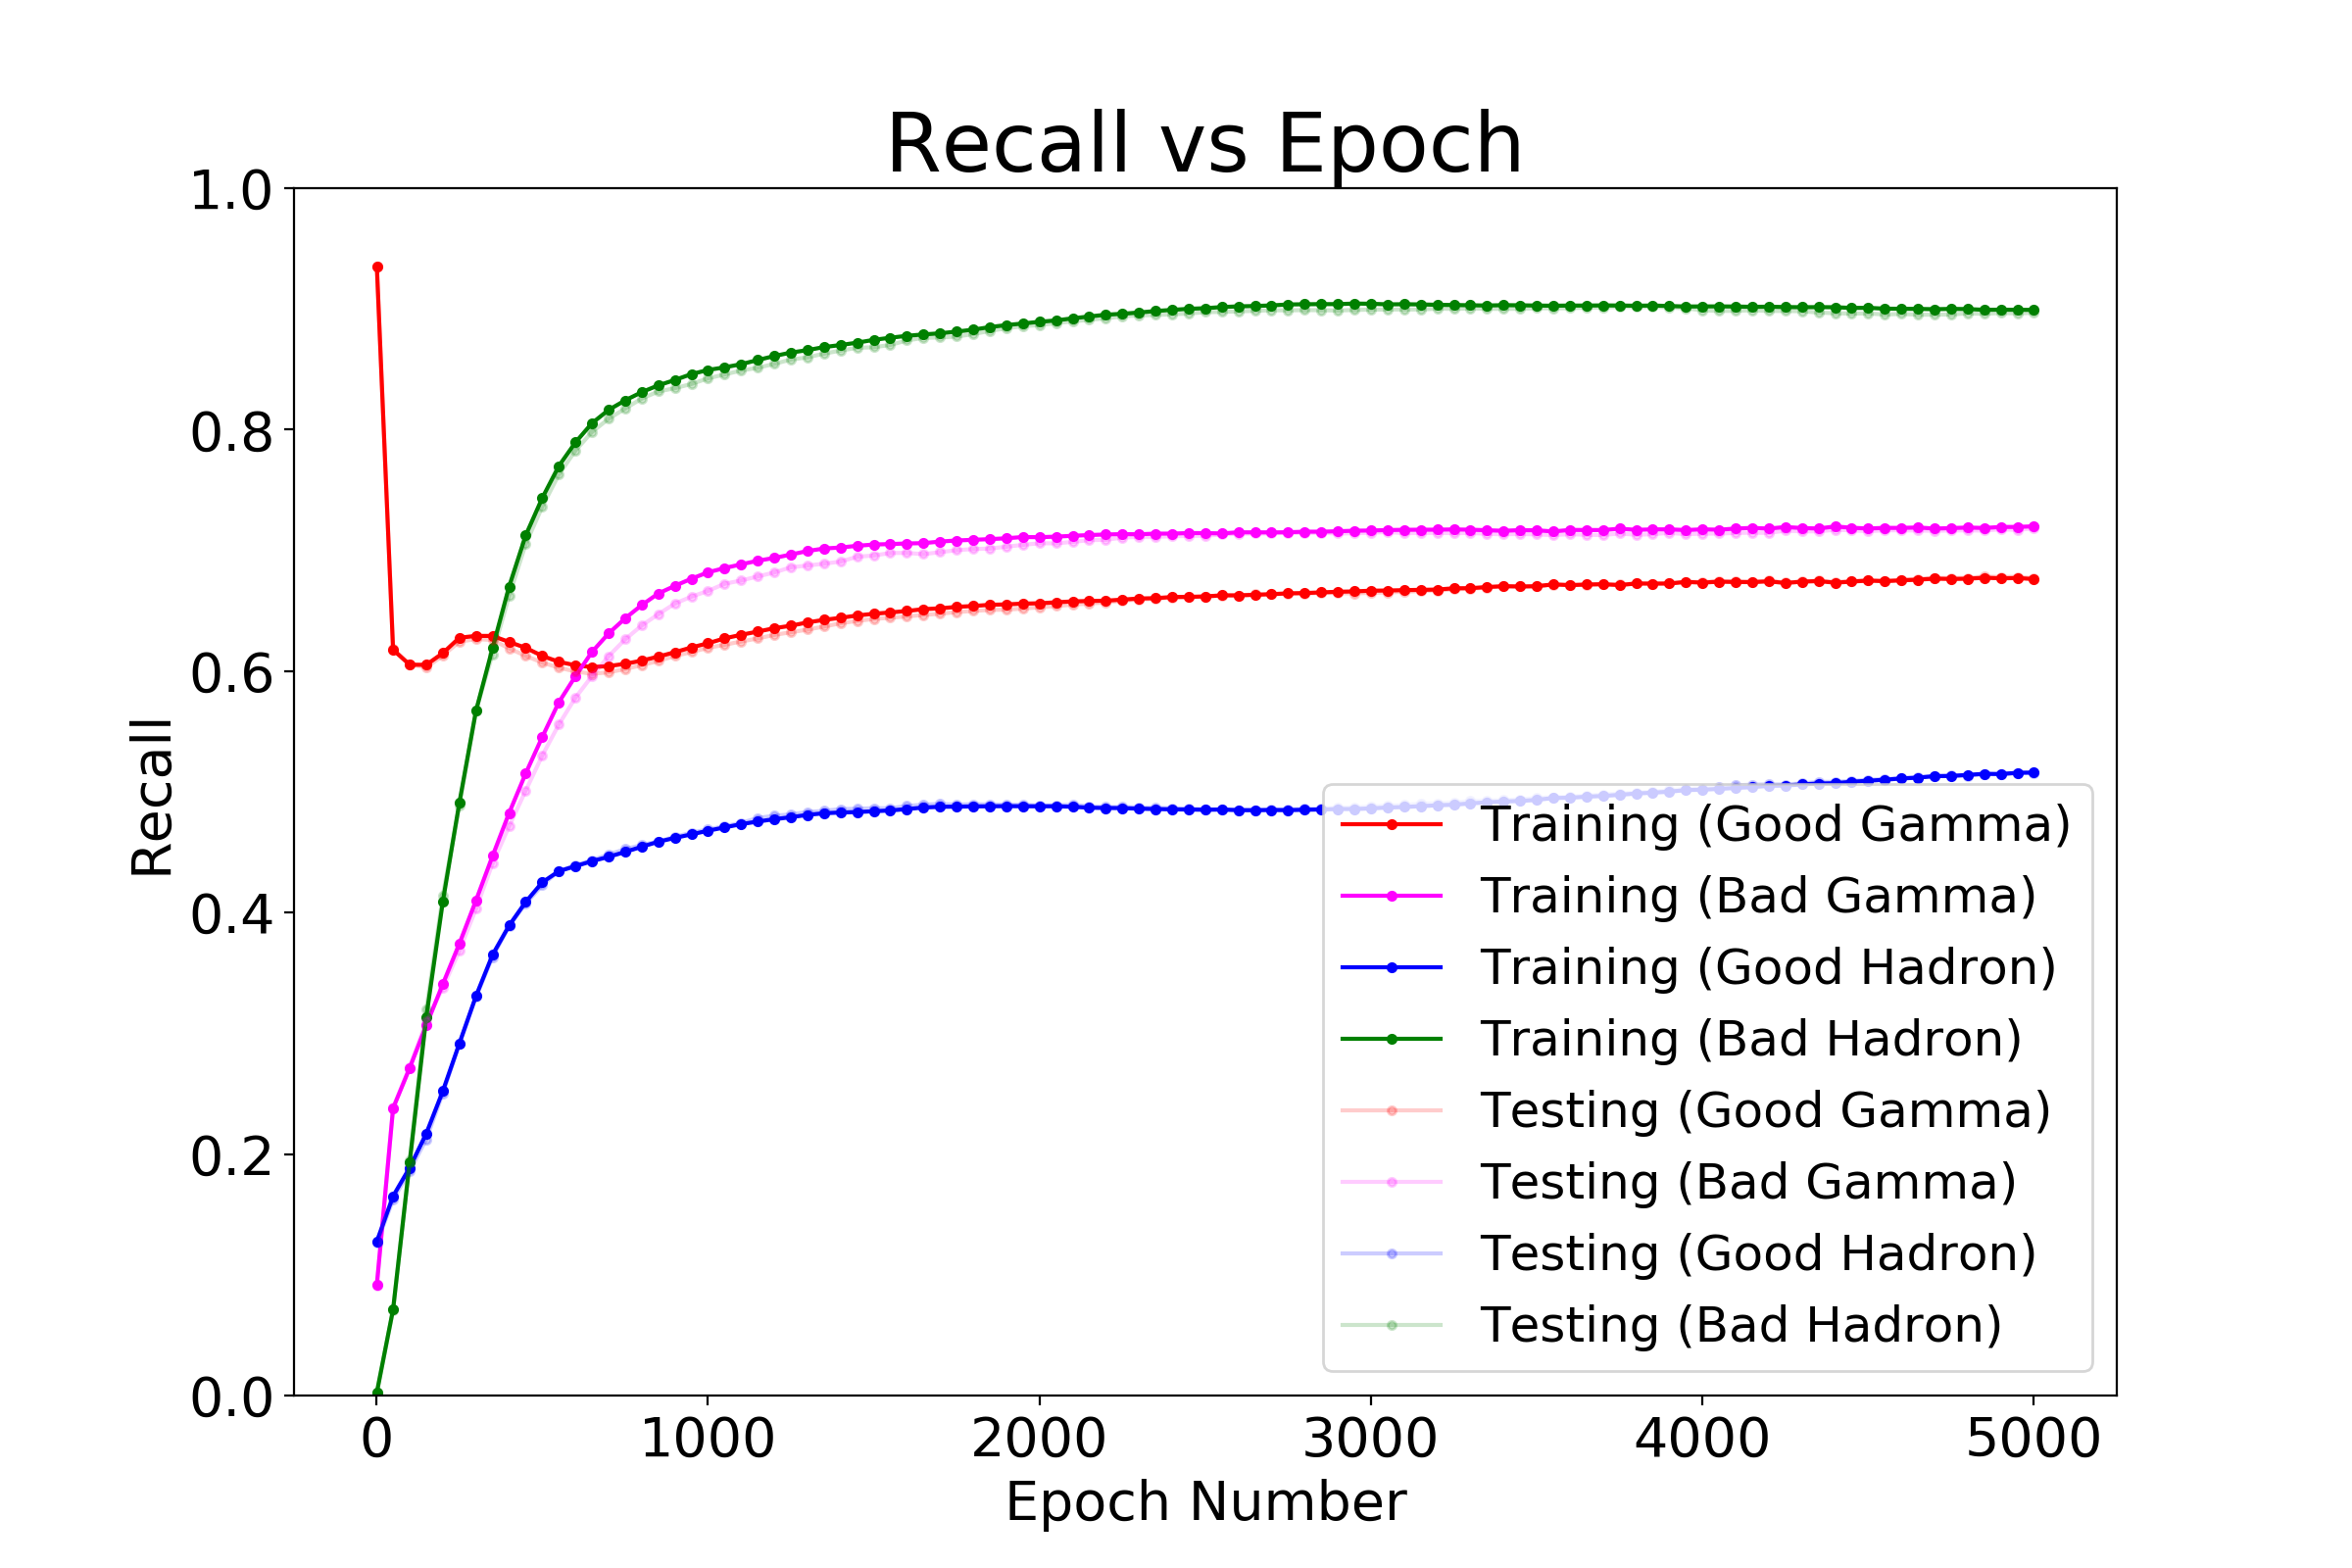 Recall vs Epoch
1.0
0.8
0.6
0.4
0.2
0.0
Recall
Training (Good Gamma)
Training (Bad Gamma)
Training (Good Hadron)
Training (Bad Hadron)
Testing (Good Gamma)
Testing (Bad Gamma)
Testing (Good Hadron)
Testing (Bad Hadron)
0 1000 2000 3000 4000 5000
Epoch Number